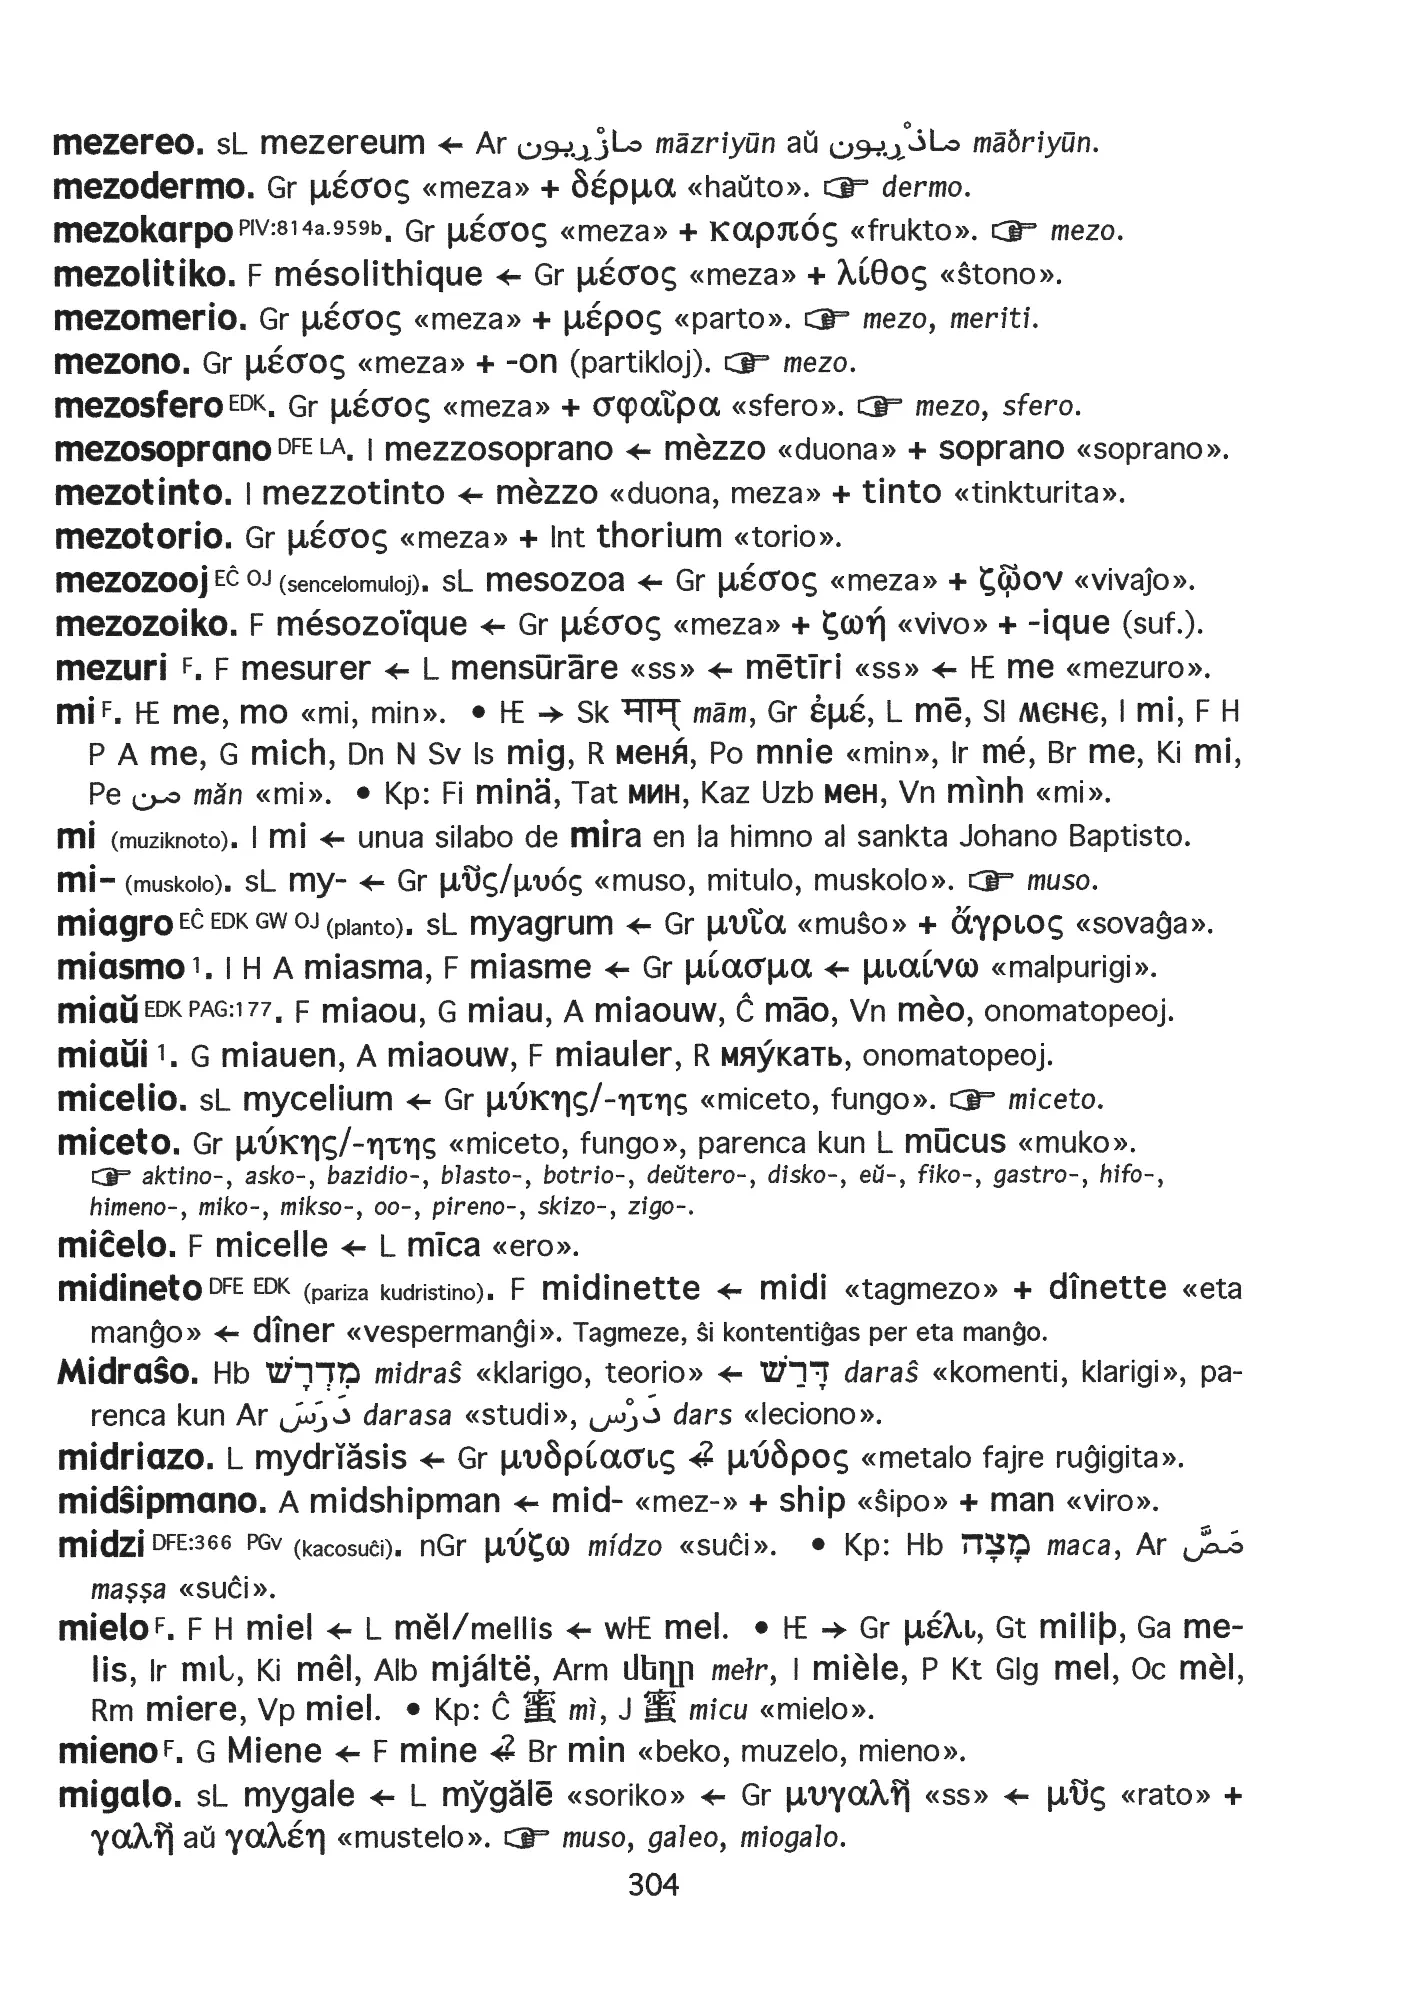 mezereo. sL mezereum ← Ar مازْريون māzriyūn aŭ ماذْريون māðriyūn.
mezodermo. Gr μέσος «meza» + δέρμα «haŭto». ☞ dermo.
mezokarpo PIV:814a.959b. Gr μέσος «meza» + καρπός «frukto». ☞ mezo.
mezolitiko. F mésolithique ← Gr μέσος «meza» + λίθος «ŝtono».
mezomerio. Gr μέσος «meza» + μέρος «parto». ☞ mezo, meriti.
mezono. Gr μέσος «meza» + -on (partikloj). ☞ mezo.
mezosfero EDK. Gr μέσος «meza» + σφαῖρα «sfero». ☞ mezo, sfero.
mezosoprano DFE LA. I mezzosoprano ← mèzzo «duona» + soprano «soprano».
mezotinto. I mezzotinto ← mèzzo «duona, meza» + tinto «tinkturita».
mezotorio. Gr μέσος «meza» + Int thorium «torio».
mezozooj EĈ OJ (sencelomuloj). sL mesozoa ← Gr μέσος «meza» + ζῷον «vivaĵo».
mezozoiko. F mésozoïque ← Gr μέσος «meza» + ζωή «vivo» + -ique (suf.).
mezuri F. F mesurer ← L mensūrāre «ss» ← mētīri «ss» ← HE me «mezuro».
mi F. HE me, mo «mi, min». • HE → Sk माम् mām, Gr ἐμέ, L mē, Sl мене, I mi, F H
P A me, G mich, Dn N Sv Is mig, R меня́, Po mnie «min», Ir mé, Br me, Ki mi,
Pe من măn «mi». • Kp: Fi minä, Tat мин, Kaz Uzb мен, Vn mình «mi».
mi (muziknoto). I mi ← unua silabo de mira en la himno al sankta Johano Baptisto.
mi- (muskolo). sL my- ← Gr μῦς/μυός «muso, mitulo, muskolo». ☞ muso.
miagro EĈ EDK GW OJ (planto). sL myagrum ← Gr μυῖα «muŝo» + ἄγριος «sovaĝa».
miasmo 1. I H A miasma, F miasme ← Gr μίασμα ← μιαίνω «malpurigi».
miaŭ EDK PAG:177. F miaou, G miau, A miaouw, Ĉ māo, Vn mèo, onomatopeoj.
miaŭi 1. G miauen, A miaouw, F miauler, R мяу́кать, onomatopeoj.
micelio. sL mycelium ← Gr μύκης/-ητης «miceto, fungo». ☞ miceto.
miceto. Gr μύκης/-ητης «miceto, fungo», parenca kun L mūcus «muko».
☞ aktino-, asko-, bazidio-, blasto-, botrio-, deŭtero-, disko-, eŭ-, fiko-, gastro-, hifo-,
himeno-, miko-, mikso-, oo-, pireno-, skizo-, zigo-.
miĉelo. F micelle ← L mīca «ero».
midineto DFE EDK (pariza kudristino). F midinette ← midi «tagmezo» + dînette «eta
manĝo» ← dîner «vespermanĝi». Tagmeze, ŝi kontentiĝas per eta manĝo.
Midraŝo. Hb מִדְרָשׁ midraŝ «klarigo, teorio» ← דָּרַשׁ daraŝ «komenti, klarigi», pa-
renca kun Ar دَرَسَ darasa «studi», دَرْس dars «leciono».
midriazo. L mydrĭăsis ← Gr μυδρίασις ←? μύδρος «metalo fajre ruĝigita».
midŝipmano. A midshipman ← mid- «mez-» + ship «ŝipo» + man «viro».
midzi DFE:366 PGv (kacosuĉi). nGr μύζω mídzo «suĉi». • Kp: Hb מָצָה maca, Ar مَصَّ
maṣṣa «suĉi».
mielo F. F H miel ← L mĕl/mellis ← wHE mel. • HE → Gr μέλι, Gt miliþ, Ga me-
lis, Ir mıl, Ki mêl, Alb mjáltë, Arm մեղր mełr, I mièle, P Kt Glg mel, Oc mèl,
Rm miere, Vp miel. • Kp: Ĉ 蜜 mì, J 蜜 micu «mielo».
mieno F. G Miene ← F mine ←? Br min «beko, muzelo, mieno».
migalo. sL mygale ← L my̆gălē «soriko» ← Gr μυγαλῆ «ss» ← μῦς «rato» +
γαλῆ aŭ γαλέη «mustelo». ☞ muso, galeo, miogalo.
304